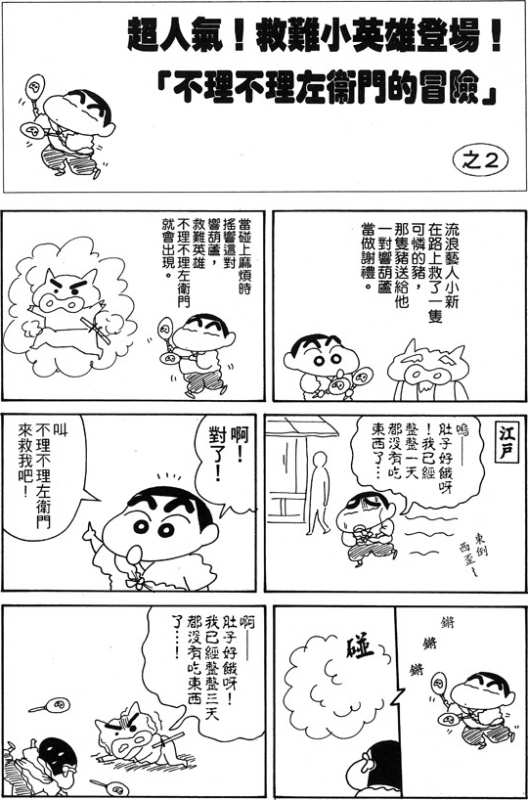 超人氣！救難小英雄登場！
「不理不理左衞門的冒險」
之2
流浪藝人小新
在路上救了一隻
可憐的豬，
那隻豬送給他
一對響葫蘆
當做謝禮。
當碰上麻煩時
搖響這對
響葫蘆，
救難英雄
不理不理左衛門
就會出現。
江戸
嗚——
肚子好餓呀
！我已經
整整一天
都沒有吃
東西了…
東倒
西歪～
啊！
對了！
叫
不理不理左衛門
來救我吧！
鏘
鏘
鏘
碰
啊——
肚子好餓呀！
我已經整整三天
都沒有吃東西
了…！